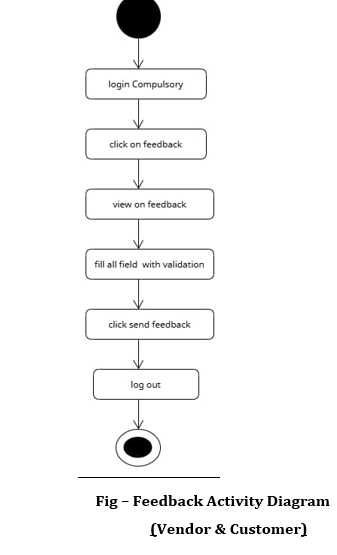 login Compulsory
click on feedback
view on feedback
fill all field with validation
click send feedback
log out
Fig – Feedback Activity Diagram
(Vendor & Customer)